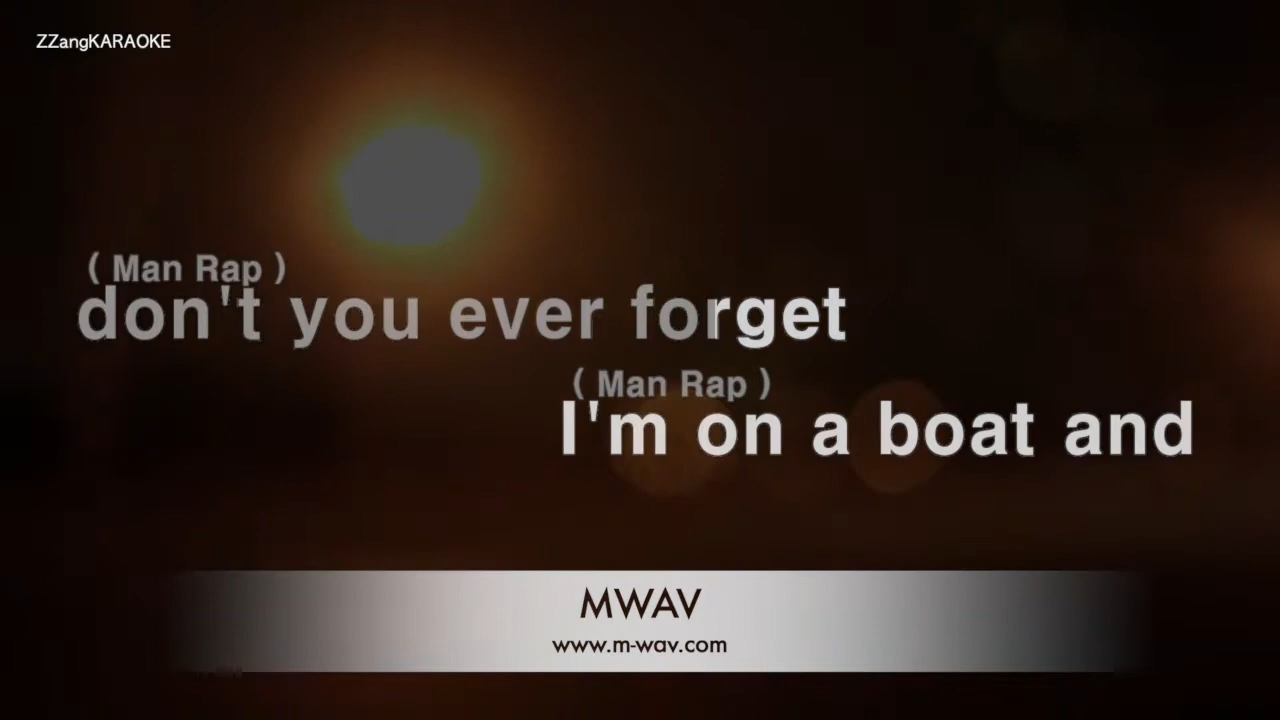 ZZangKARAOKE
( Man Rap )
don't you ever forget
( Man Rap )
I'm on a boat and
MWAV
www.m-wav.com